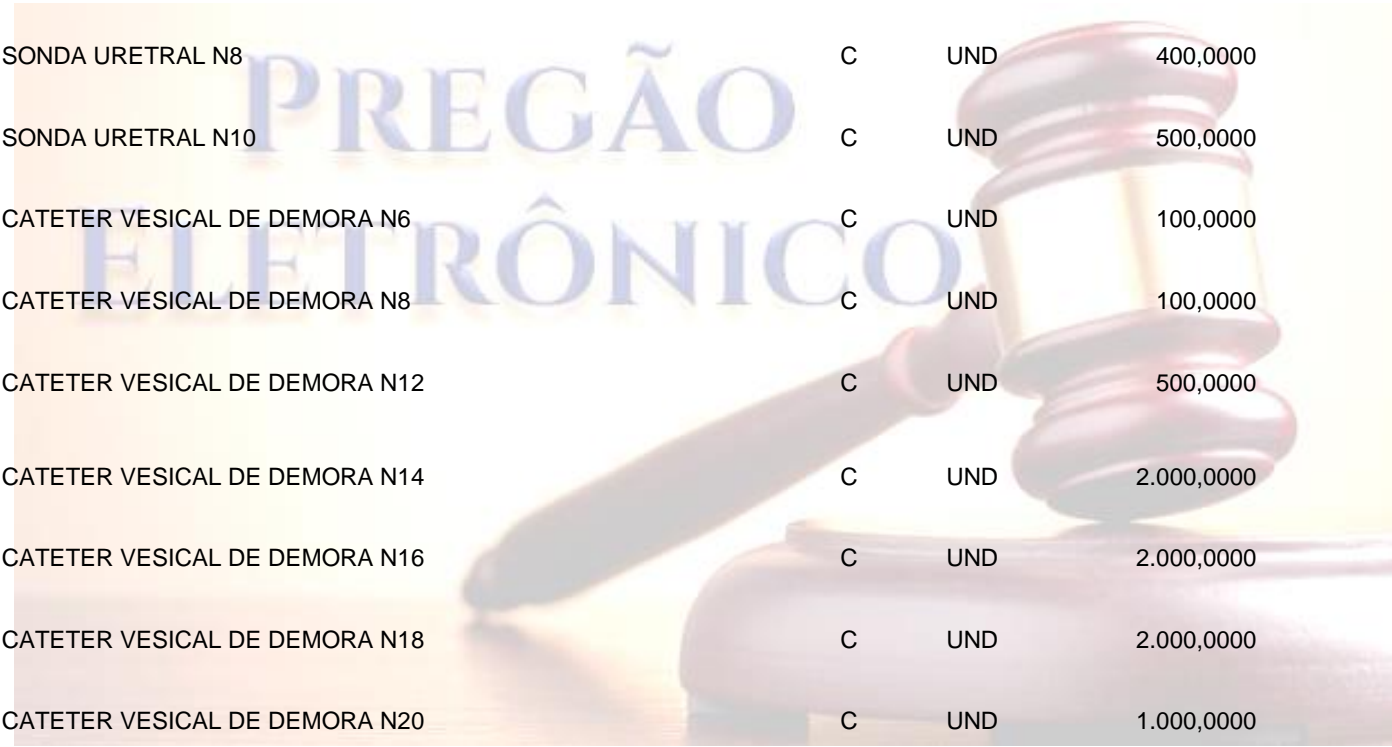 SONDA URETRAL N8 C UND 400,0000
PREGÃO
SONDA URETRAL N10 C UND 500,0000
CATETER VESICAL DE DEMORA N6 C UND 100,0000
ELETRÔNICO
CATETER VESICAL DE DEMORA N8 C UND 100,0000
CATETER VESICAL DE DEMORA N12 C UND 500,0000
CATETER VESICAL DE DEMORA N14 C UND 2.000,0000
CATETER VESICAL DE DEMORA N16 C UND 2.000,0000
CATETER VESICAL DE DEMORA N18 C UND 2.000,0000
CATETER VESICAL DE DEMORA N20 C UND 1.000,0000